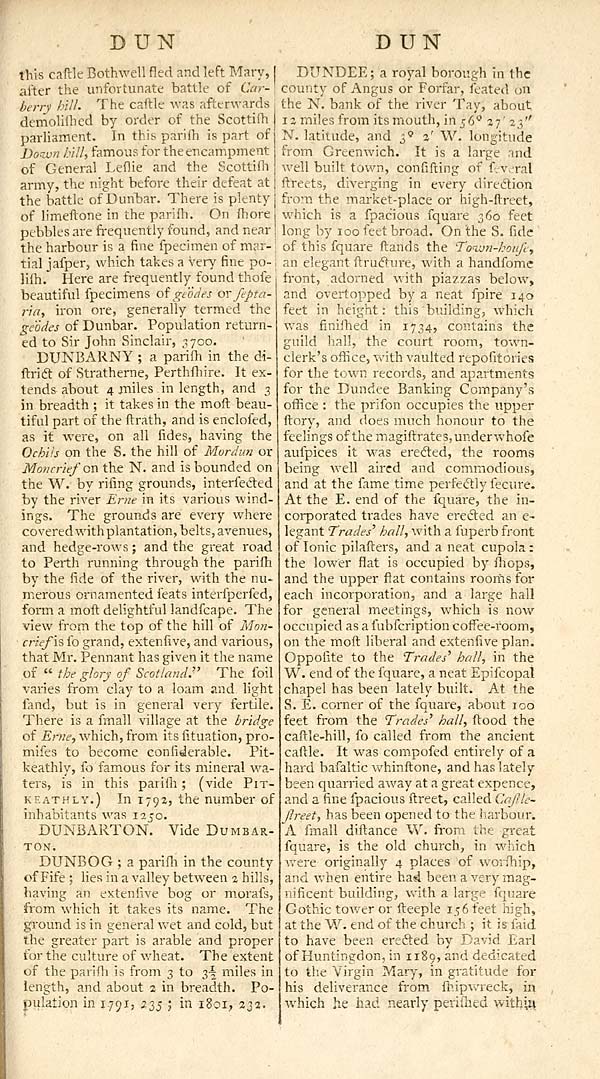 DUN
this caſtle Bothwell fled and left Mary,
after the unfortunate battle of Car-
berry hill. The caſtle was afterwards
demoliſhed by order of the Scottiſh
parliament. In this pariſh is part of
Down hill, famous for the encampment
of General Leſlie and the Scottiſh
army, the night before their defeat at
the battle of Dunbar. There is plenty
of limeſtone in the pariſh. On ſhore
pebbles are frequently found, and near
the harbour is a fine ſpecimen of mar-
tial jaſper, which takes a very fine po-
liſh. Here are frequently found thoſe
beautiful ſpecimens of geödes or ſepta-
ria, iron ore, generally termed the
geödes of Dunbar. Population return-
ed to Sir John Sinclair, 3700.
DUNBARNY; a pariſh in the di-
ſtrict of Stratherne, Perthſhire. It ex-
tends about 4 miles in length, and 3
in breadth; it takes in the moſt beau-
tiful part of the ſtrath, and is encloſed,
as it were, on all ſides, having the
Ochils on the S. the hill of Mordun or
Moncrief on the N. and is bounded on
the W. by riſing grounds, interſected
by the river Erne in its various wind-
ings. The grounds are every where
covered with plantation, belts, avenues,
and hedge-rows; and the great road
to Perth running through the pariſh
by the ſide of the river, with the nu-
merous ornamented ſeats interſperſed,
form a moſt delightful landſcape. The
view from the top of the hill of Mon-
crief is ſo grand, extenſive, and various,
that Mr. Pennant has given it the name
of "the glory of Scotland." The ſoil
varies from clay to a loam and light
ſand, but is in general very fertile.
There is a ſmall village at the bridge
of Erne, which, from its ſituation, pro-
miſes to become conſiderable. Pit-
keathly, ſo famous for its mineral wa-
ters, is in this pariſh; (vide PIT-
KEATHLY.) In 1792, the number of
inhabitants was 1250.
DUNBARTON. Vide DUMBAR-
TON.
DUNBOG; a pariſh in the county
of Fife; lies in a valley between 2 hills,
having an extenſive bog or moraſs,
from which it takes its name. The
ground is in general wet and cold, but
the greater part is arable and proper
for the culture of wheat. The extent
of the pariſh is from 3 to 3½ miles in
length, and about 2 in breadth. Po-
pulation in 1791, 235; in 1801, 232.
DUN
DUNDEE; a royal borough in the
county of Angus or Forfar, ſeated on
the N. bank of the river Tay, about
12 miles from its mouth, in 56° 27′ 23″
N. latitude, and 3° 2′ W. longitude
from Greenwich. It is a large and
well built town, conſiſting of ſeveral
ſtreets, diverging in every direction
from the market-place or high-ſtreet,
which is a ſpacious ſquare 360 feet
long by 100 feet broad. On the S. ſide
of this ſquare ſtands the Town-houſe,
an elegant ſtructure, with a handſome
front, adorned with piazzas below,
and overtopped by a neat ſpire 140
feet in height: this building, which
was finiſhed in 1734, contains the
guild hall, the court room, town-
clerk's office, with vaulted repoſitories
for the town records, and apartments
for the Dundee Banking Company's
office: the priſon occupies the upper
ſtory, and does much honour to the
feelings of the magiſtrates, under whoſe
auſpices it was erected, the rooms
being well aired and commodious,
and at the ſame time perfectly ſecure.
At the E. end of the ſquare, the in-
corporated trades have erected an e-
legant Trades' hall, with a ſuperb front
of Ionic pilaſters, and a neat cupola:
the lower flat is occupied by ſhops,
and the upper flat contains rooms for
each incorporation, and a large hall
for general meetings, which is now
occupied as a ſubſcription coffee-room,
on the moſt liberal and extenſive plan.
Oppoſite to the Trades' hall, in the
W. end of the ſquare, a neat Epiſcopal
chapel has been lately built. At the
S. E. corner of the ſquare, about 100
feet from the Trades' hall, ſtood the
caſtle-hill, ſo called from the ancient
caſtle. It was compoſed entirely of a
hard baſaltic whinſtone, and has lately
been quarried away at a great expence,
and a fine ſpacious ſtreet, called Caſtle-
ſtreet, has been opened to the harbour.
A ſmall diſtance W. from the great
ſquare, is the old church, in which
were originally 4 places of worſhip,
and when entire had been a very mag-
nificent building, with a large ſquare
Gothic tower or ſteeple 156 feet high,
at the W. end of the church; it is ſaid
to have been erected by David Earl
of Huntingdon, in 1189, and dedicated
to the Virgin Mary, in gratitude for
his deliverance from ſhipwreck, in
which he had nearly periſhed within